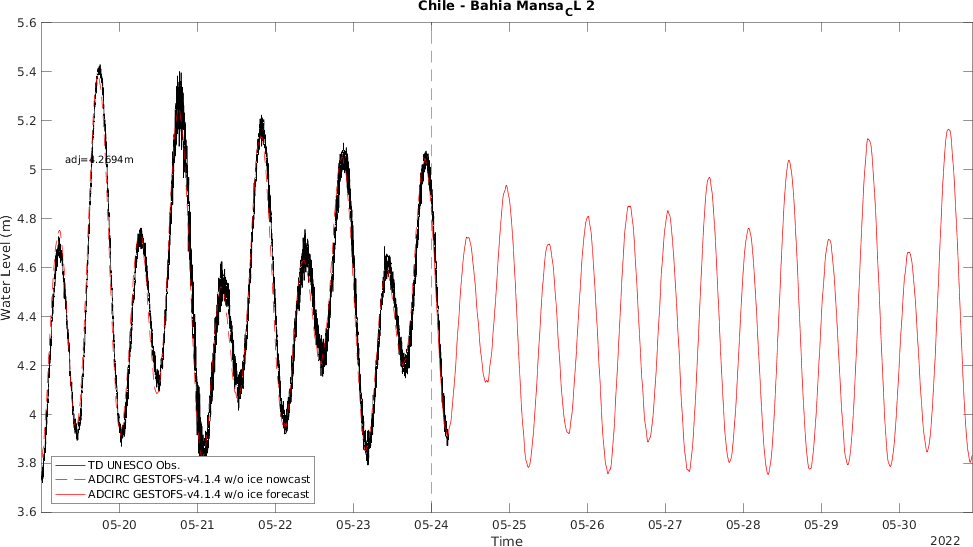 Chile - Bahia Mansa_CL 2
5.6
5.4
5.2
5
4.8
4.6
4.4
4.2
4
3.8
3.6
Water Level (m)
adj=4.2694m
TD UNESCO Obs.
ADCIRC GESTOFS-v4.1.4 w/o ice nowcast
ADCIRC GESTOFS-v4.1.4 w/o ice forecast
05-20 05-21 05-22 05-23 05-24 05-25 05-26 05-27 05-28 05-29 05-30
Time
2022